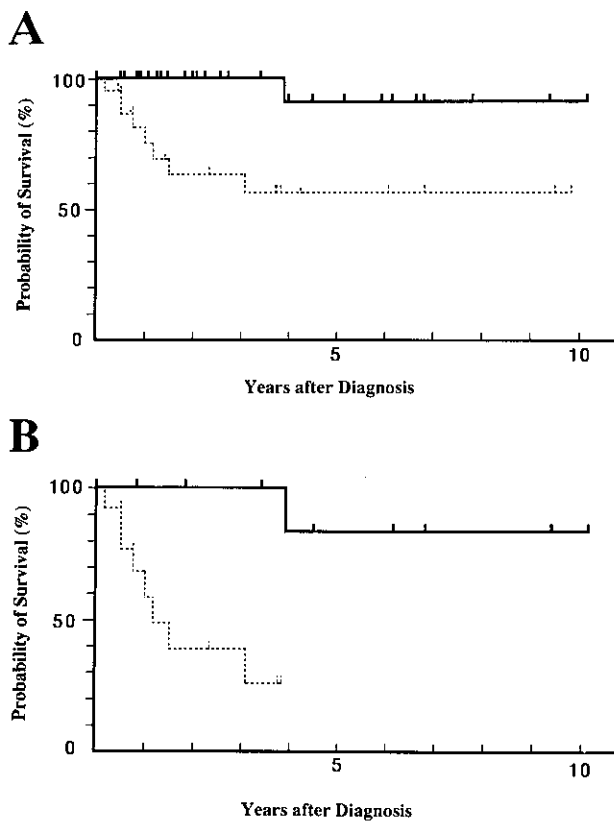 A
100
50
0
Probability of Survival (%)
5
10
Years after Diagnosis
B
100
50
0
Probability of Survival (%)
5
10
Years after Diagnosis